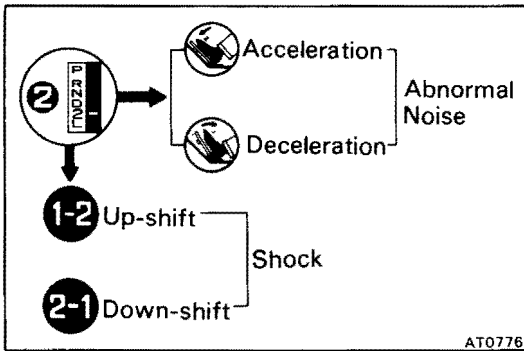 Acceleration
2
P
R
N
D
2
L
Abnormal
Noise
Deceleration
1-2 Up-shift
Shock
2-1 Down-shift
AT0776